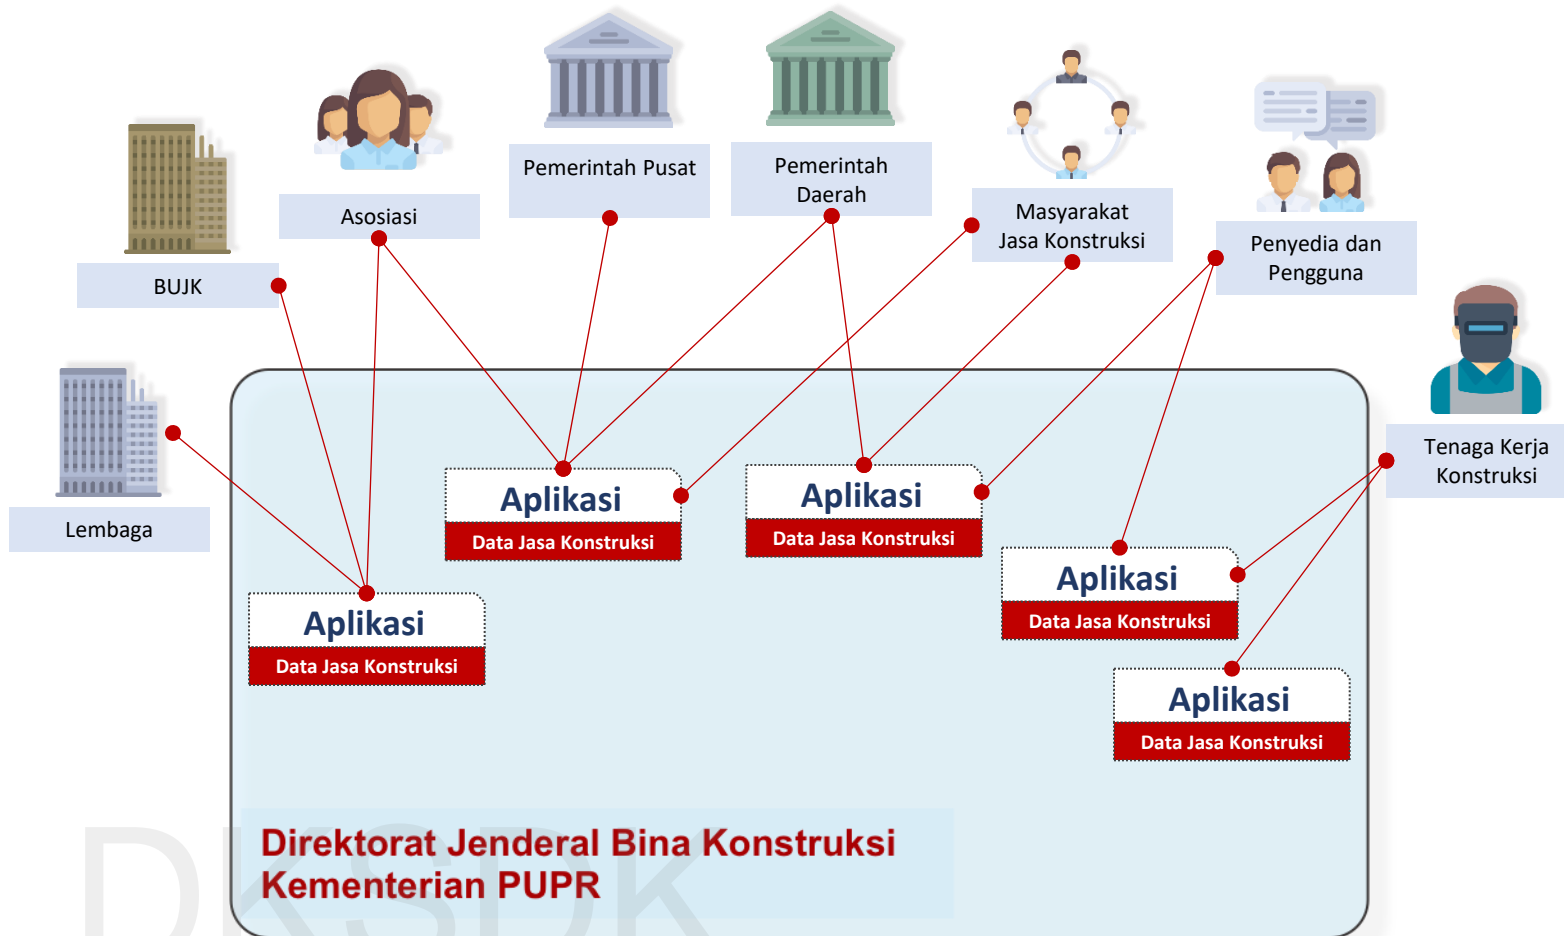 Pemerintah Pusat
Pemerintah
Daerah
Asosiasi
Masyarakat
Jasa Konstruksi
Penyedia dan
Pengguna
BUJK
Tenaga Kerja
Konstruksi
Lembaga
Aplikasi
Data Jasa Konstruksi
Aplikasi
Data Jasa Konstruksi
Aplikasi
Data Jasa Konstruksi
Aplikasi
Data Jasa Konstruksi
Aplikasi
Data Jasa Konstruksi
Direktorat Jenderal Bina Konstruksi
Kementerian PUPR
DKSDK